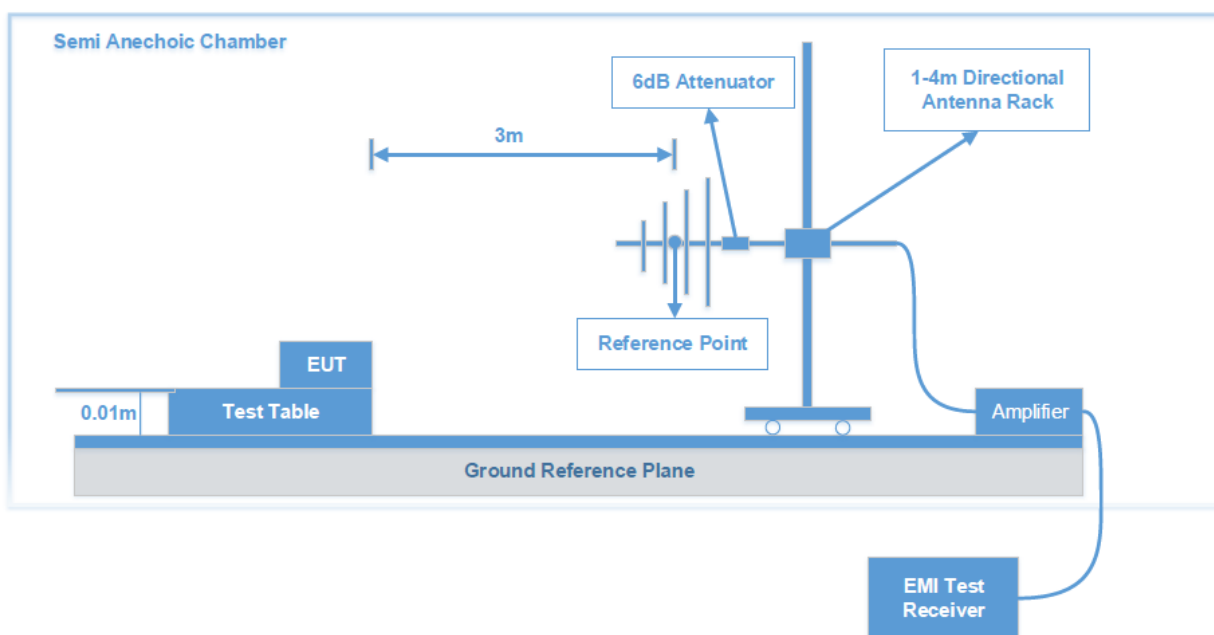 Semi Anechoic Chamber
6dB Attenuator
1-4m Directional
Antenna Rack
3m
Reference Point
EUT
0.01m
Test Table
Amplifier
Ground Reference Plane
EMI Test
Receiver